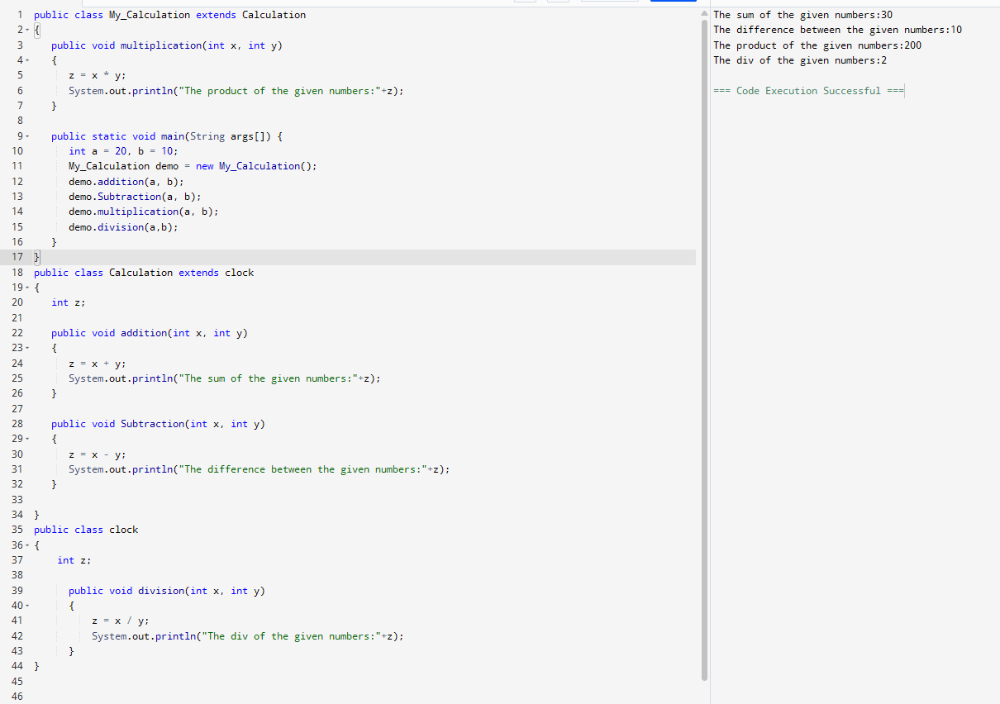 1 public class My_Calculation extends Calculation
2 {
3 public void multiplication(int x, int y)
4 {
5 z = x * y;
6 System.out.println("The product of the given numbers:"+z);
7 }
8
9 public static void main(String args[]) {
10 int a = 20, b = 10;
11 My_Calculation demo = new My_Calculation();
12 demo.addition(a, b);
13 demo.Subtraction(a, b);
14 demo.multiplication(a, b);
15 demo.division(a,b);
16 }
17 }
18 public class Calculation extends clock
19 {
20 int z;
21
22 public void addition(int x, int y)
23 {
24 z = x + y;
25 System.out.println("The sum of the given numbers:"+z);
26 }
27
28 public void Subtraction(int x, int y)
29 {
30 z = x - y;
31 System.out.println("The difference between the given numbers:"+z);
32 }
33
34 }
35 public class clock
36 {
37 int z;
38
39 public void division(int x, int y)
40 {
41 z = x / y;
42 System.out.println("The div of the given numbers:"+z);
43 }
44 }
45
46
The sum of the given numbers:30
The difference between the given numbers:10
The product of the given numbers:200
The div of the given numbers:2
=== Code Execution Successful ===